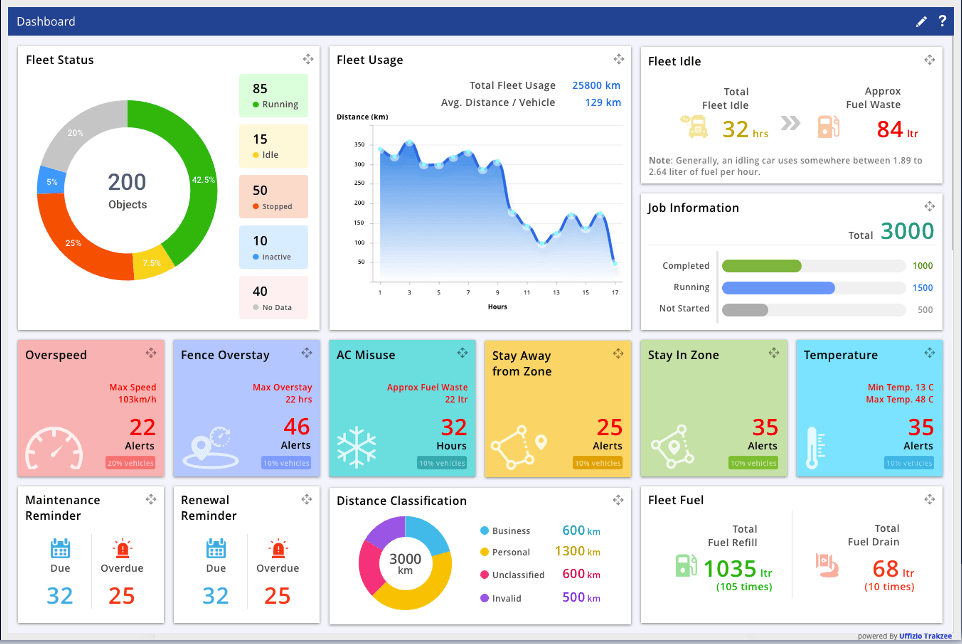 Dashboard
?
Fleet Status
20%
42.5%
5%
25%
7.5%
200
Objects
85
Running
15
Idle
50
Stopped
10
Inactive
40
No Data
Fleet Usage
Total Fleet Usage 25800 km
Avg. Distance / Vehicle 129 km
Distance (km)
350
300
250
200
150
100
50
1 3 5 7 9 11 13 15 17
Hours
Fleet Idle
Total
Fleet Idle
32 hrs
Approx
Fuel Waste
84 ltr
Note: Generally, an idling car uses somewhere between 1.89 to
2.64 liter of fuel per hour.
Job Information
Total 3000
Completed 1000
Running 1500
Not Started 500
Overspeed
Max Speed
103km/h
22
Alerts
20% vehicles
Fence Overstay
Max Overstay
22 hrs
46
Alerts
10% vehicles
AC Misuse
Approx Fuel Waste
22 ltr
32
Hours
10% vehicles
Stay Away
from Zone
25
Alerts
10% vehicles
Stay In Zone
35
Alerts
10% vehicles
Temperature
Min Temp. 13 C
Max Temp. 48 C
35
Alerts
10% vehicles
Maintenance
Reminder
Due
32
Overdue
25
Renewal
Reminder
Due
32
Overdue
25
Distance Classification
3000
km
Business 600 km
Personal 1300 km
Unclassified 600 km
Invalid 500 km
Fleet Fuel
Total
Fuel Refill
1035 ltr
(105 times)
Total
Fuel Drain
68 ltr
(10 times)
powered By Uffizio Trakzee